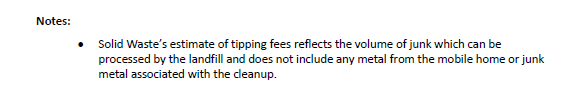 Notes:
• Solid Waste's estimate of tipping fees reflects the volume of junk which can be
processed by the landfill and does not include any metal from the mobile home or junk
metal associated with the cleanup.